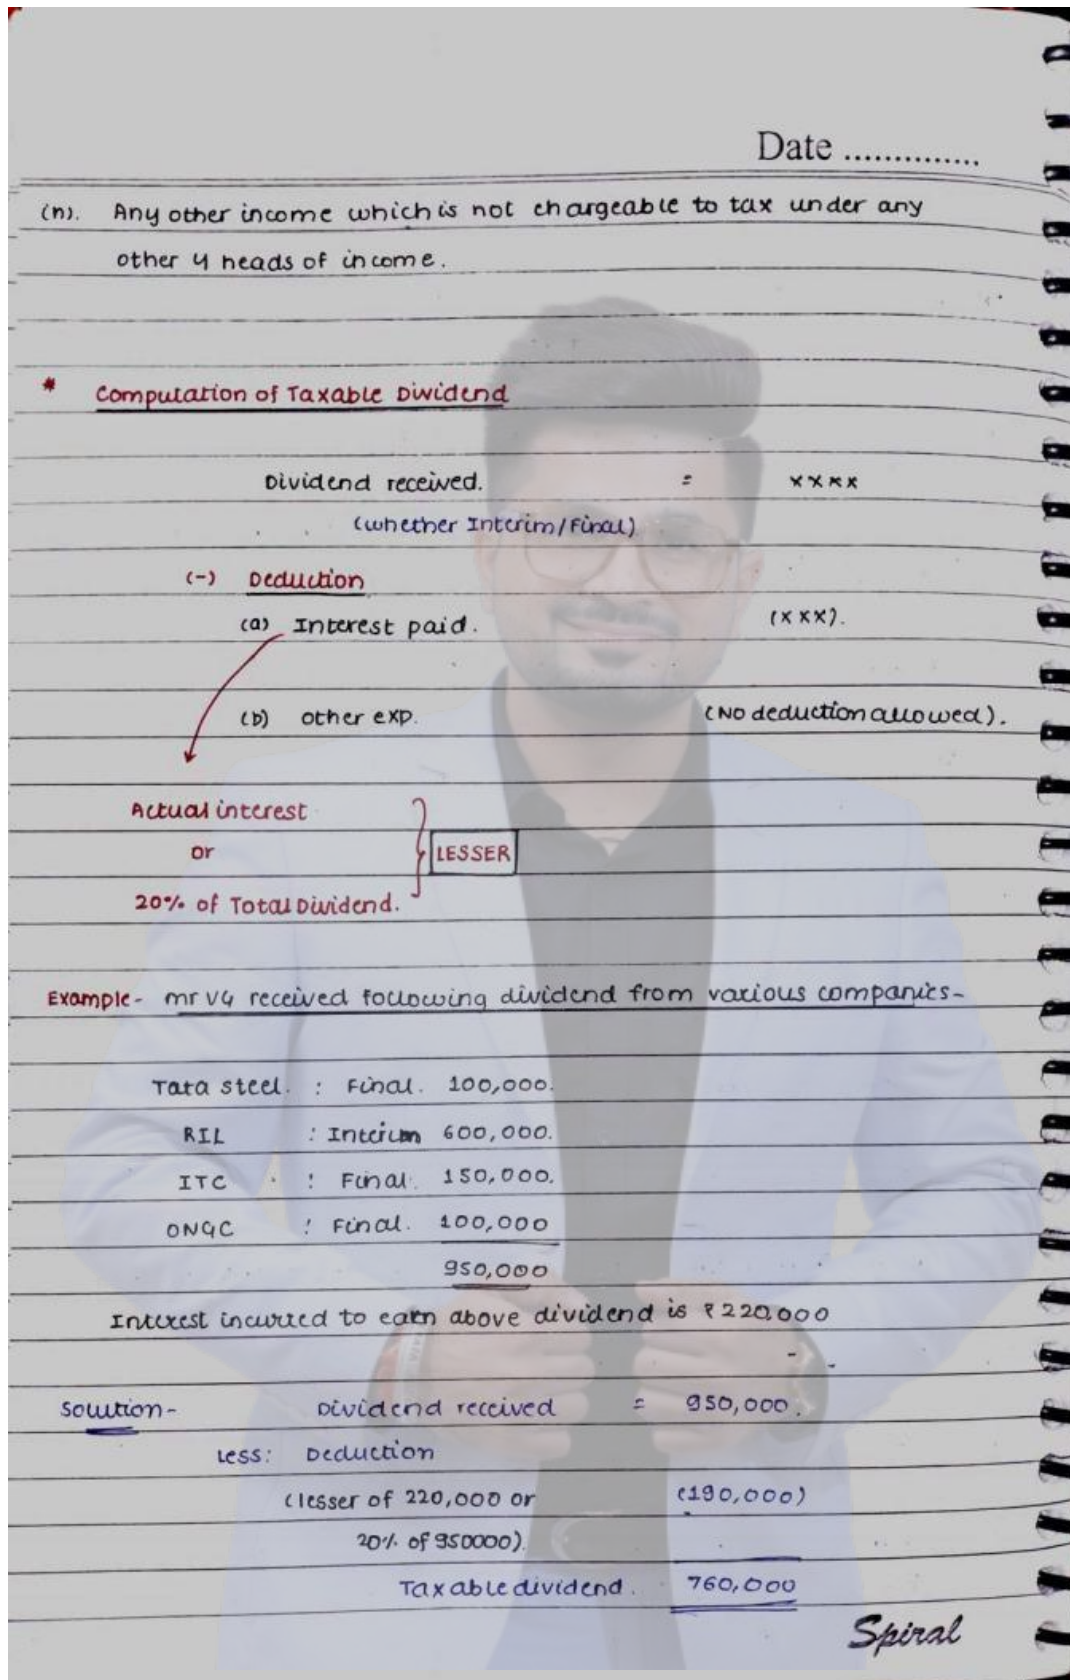 Date ..............
(n). Any other income which is not chargeable to tax under any
other 4 heads of income.
* Computation of Taxable Dividend
Dividend received. = xxxx
(whether Interim/Final)
(-) Deduction
(a) Interest paid. (xxx).
(b) other exp. (No deduction allowed).
Actual interest
or
LESSER
20% of Total Dividend.
Example- mr VG received following dividend from various companies-
Tata steel. : Final. 100,000.
RIL : Interim 600,000.
ITC : Final. 150,000.
ONGC : Final. 100,000
950,000
Interest incurred to earn above dividend is ₹220,000
Solution- Dividend received = 950,000.
Less: Deduction
(lesser of 220,000 or (190,000)
20% of 950000).
Taxable dividend. 760,000
Spiral